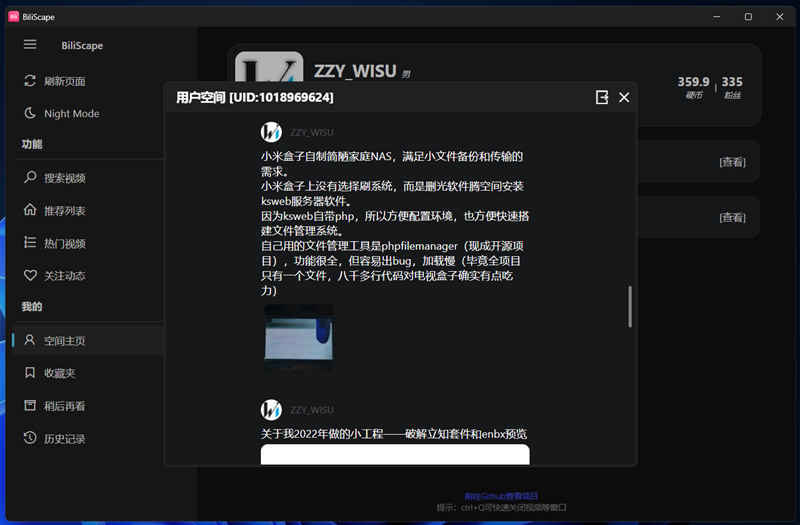 BiliScape
BiliScape
刷新页面
Night Mode
功能
搜索视频
推荐列表
热门视频
关注动态
我的
空间主页
收藏夹
稍后再看
历史记录
ZZY_WISU 男
359.9
硬币
335
粉丝
[查看]
[查看]
用户空间 [UID:1018969624]
ZZY_WISU
小米盒子自制简陋家庭NAS，满足小文件备份和传输的
需求。
小米盒子上没有选择刷系统，而是删光软件腾空间安装
ksweb服务器软件。
因为ksweb自带php，所以方便配置环境，也方便快速搭
建文件管理系统。
自己用的文件管理工具是phpfilemanager（现成开源项
目），功能很全，但容易出bug，加载慢（毕竟全项目
只有一个文件，八千多行代码对电视盒子确实有点吃
力）
ZZY_WISU
关于我2022年做的小工程——破解立知套件和enbx预览
前往Github查看项目
提示：ctrl+Q可快速关闭视频等窗口